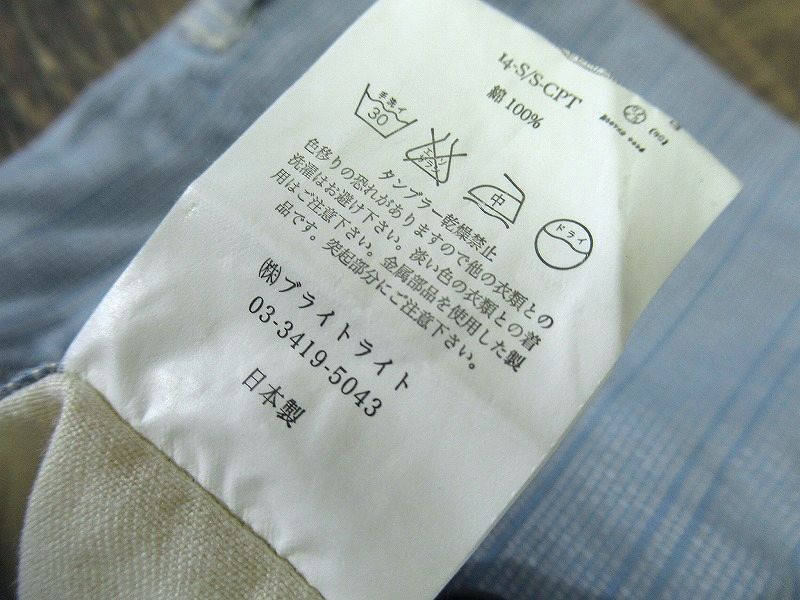 14-S/S-CPT
綿 100%
手洗イ
30
エンソ
サラシ
中
ドライ
タンブラー乾燥禁止
色移りの恐れがありますので他の衣類との
洗濯はお避け下さい。淡い色の衣類との着
用はご注意下さい。金属部品を使用した製
品です。突起部分にご注意下さい。
㈱ブライトライト
03-3419-5043
日本製